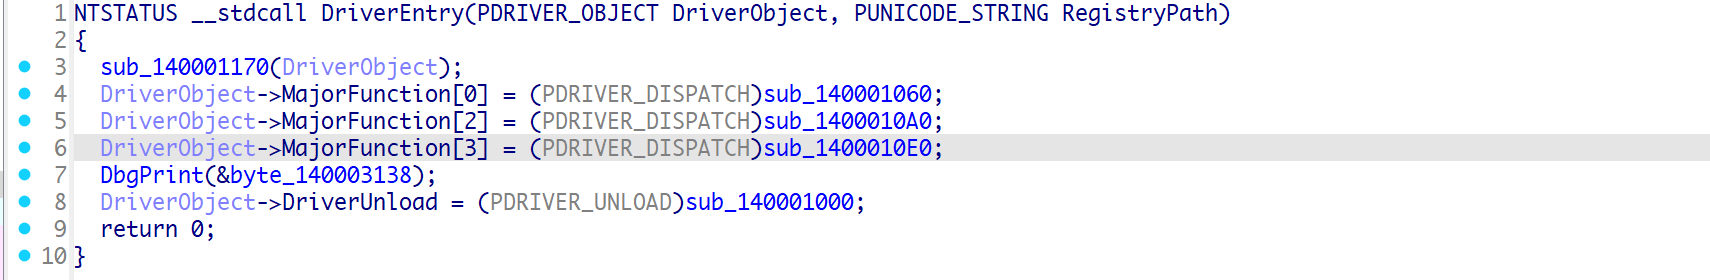 1 NTSTATUS __stdcall DriverEntry(PDRIVER_OBJECT DriverObject, PUNICODE_STRING RegistryPath)
2 {
3   sub_140001170(DriverObject);
4   DriverObject->MajorFunction[0] = (PDRIVER_DISPATCH)sub_140001060;
5   DriverObject->MajorFunction[2] = (PDRIVER_DISPATCH)sub_1400010A0;
6   DriverObject->MajorFunction[3] = (PDRIVER_DISPATCH)sub_1400010E0;
7   DbgPrint(&byte_140003138);
8   DriverObject->DriverUnload = (PDRIVER_UNLOAD)sub_140001000;
9   return 0;
10 }